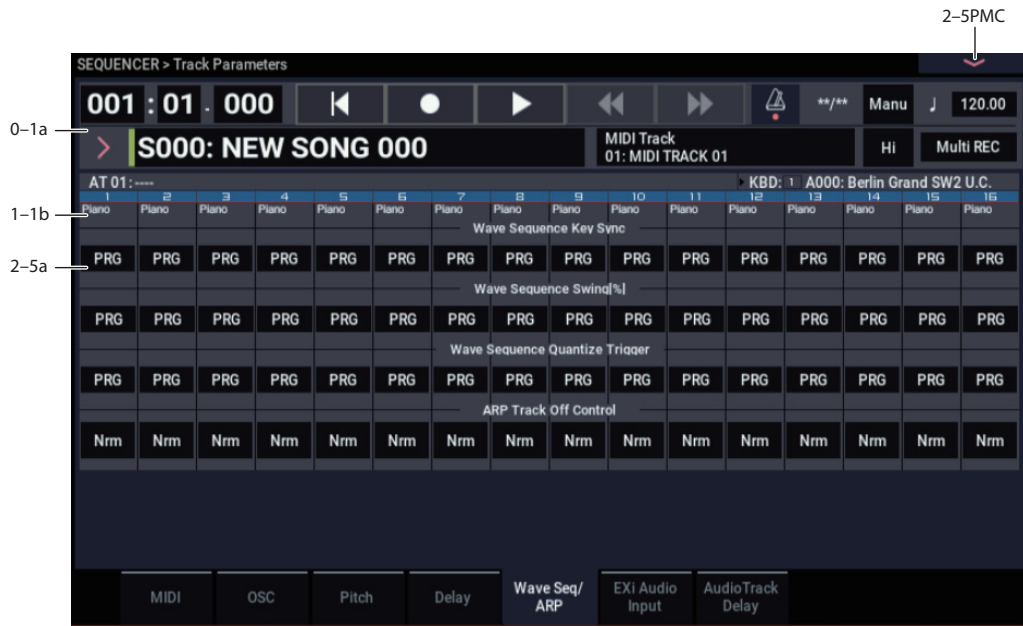 2–5PMC
SEQUENCER > Track Parameters
001 : 01 . 000 **/** Manu ♩ 120.00
0–1a
S000: NEW SONG 000 MIDI Track
01: MIDI TRACK 01 Hi Multi REC
AT 01:---- KBD: 1 A000: Berlin Grand SW2 U.C.
1 2 3 4 5 6 7 8 9 10 11 12 13 14 15 16
1–1b
Piano Piano Piano Piano Piano Piano Piano Piano Piano Piano Piano Piano Piano Piano Piano Piano
Wave Sequence Key Sync
2–5a
PRG PRG PRG PRG PRG PRG PRG PRG PRG PRG PRG PRG PRG PRG PRG PRG
Wave Sequence Swing[%]
PRG PRG PRG PRG PRG PRG PRG PRG PRG PRG PRG PRG PRG PRG PRG PRG
Wave Sequence Quantize Trigger
PRG PRG PRG PRG PRG PRG PRG PRG PRG PRG PRG PRG PRG PRG PRG PRG
ARP Track Off Control
Nrm Nrm Nrm Nrm Nrm Nrm Nrm Nrm Nrm Nrm Nrm Nrm Nrm Nrm Nrm Nrm
MIDI OSC Pitch Delay Wave Seq/ EXi Audio AudioTrack
ARP Input Delay